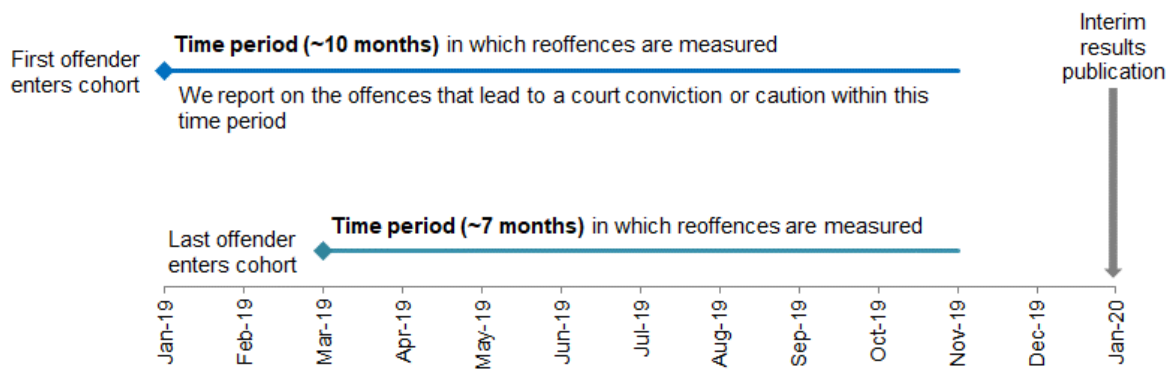 First offender
enters cohort
Time period (~10 months) in which reoffences are measured
We report on the offences that lead to a court conviction or caution within this
time period
Interim
results
publication
Last offender
enters cohort
Time period (~7 months) in which reoffences are measured
Jan-19
Feb-19
Mar-19
Apr-19
May-19
Jun-19
Jul-19
Aug-19
Sep-19
Oct-19
Nov-19
Dec-19
Jan-20